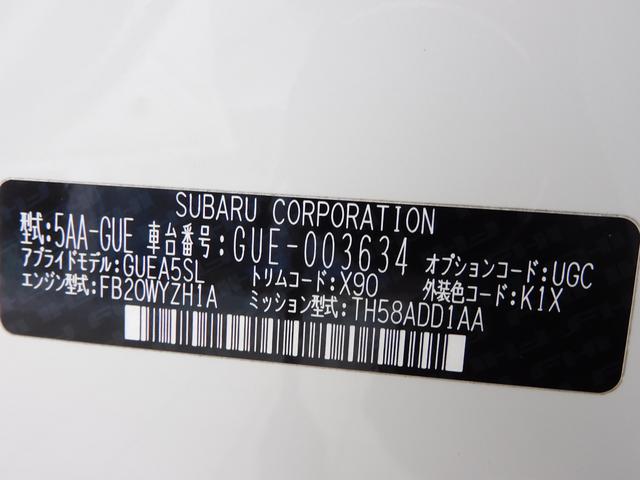 SUBARU CORPORATION
型式:5AA-GUE 車台番号:GUE-003634 オプションコード:UGC
アプライドモデル:GUEA5SL トリムコード:X90 外装色コード:K1X
エンジン型式:FB20WYZH1A ミッション型式:TH58ADD1AA